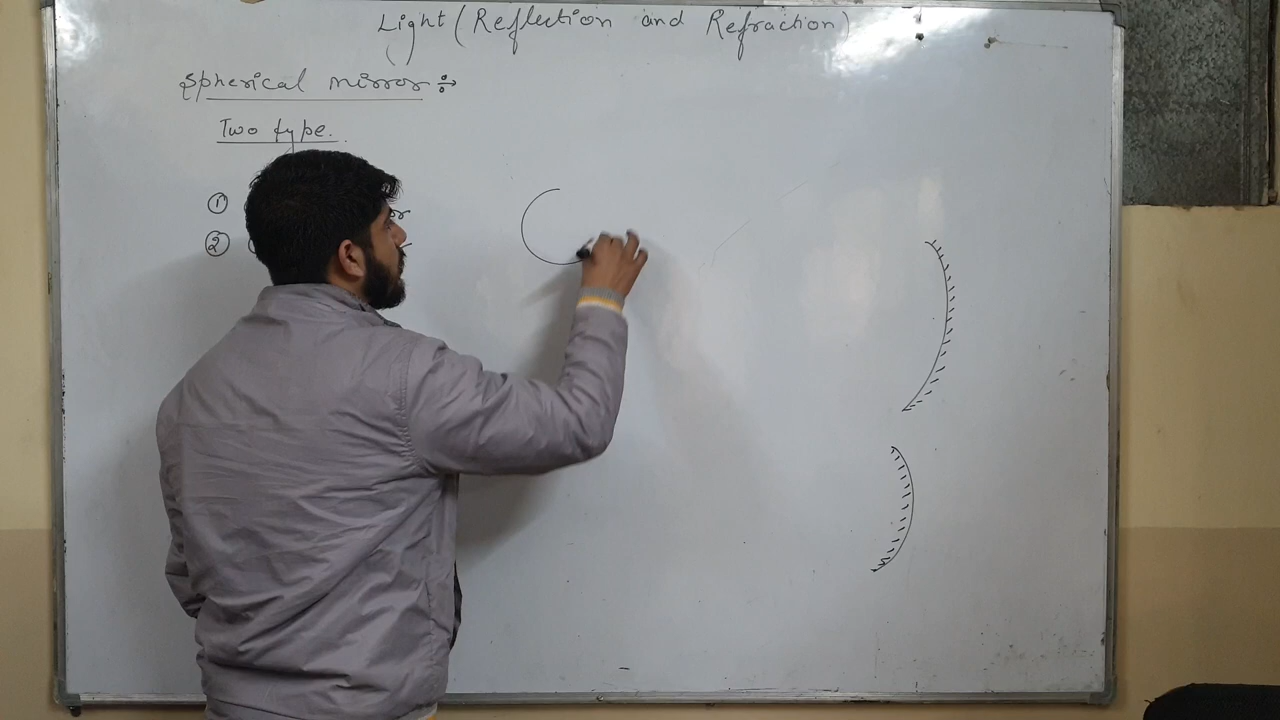 Light (Reflection and Refraction)
Spherical mirror :-
Two type.
①
②